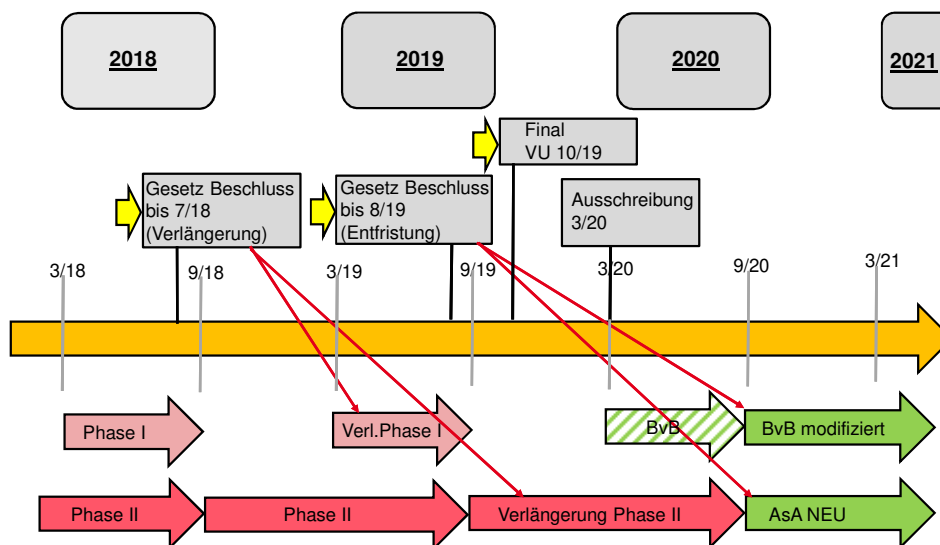 2018
2019
2020
2021
Final
VU 10/19
Gesetz Beschluss
bis 7/18
(Verlängerung)
Gesetz Beschluss
bis 8/19
(Entfristung)
Ausschreibung
3/20
3/18
9/18
3/19
9/19
3/20
9/20
3/21
Phase I
Verl.Phase I
BvB
BvB modifiziert
Phase II
Phase II
Verlängerung Phase II
AsA NEU